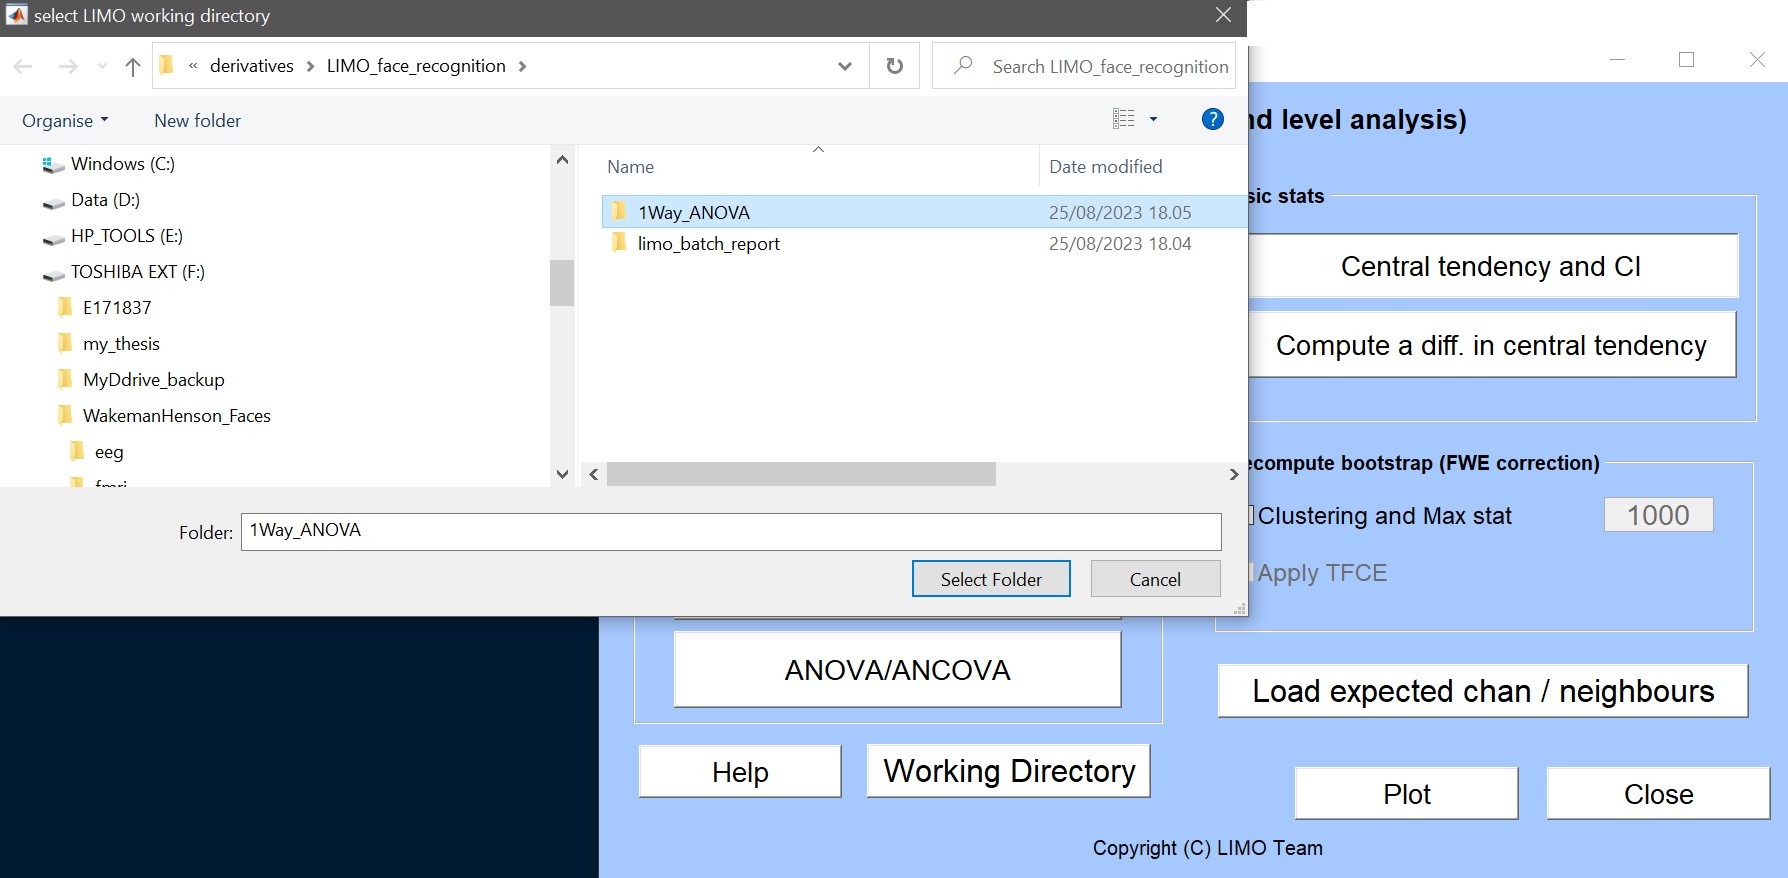 select LIMO working directory
« derivatives > LIMO_face_recognition >
Search LIMO_face_recognition
Organise
New folder
?
Windows (C:)
Data (D:)
HP_TOOLS (E:)
TOSHIBA EXT (F:)
E171837
my_thesis
MyDdrive_backup
WakemanHenson_Faces
eeg
fmri
Name
Date modified
1Way_ANOVA
25/08/2023 18.05
limo_batch_report
25/08/2023 18.04
Folder:
1Way_ANOVA
Select Folder
Cancel
nd level analysis)
sic stats
Central tendency and CI
Compute a diff. in central tendency
ecompute bootstrap (FWE correction)
Clustering and Max stat
1000
Apply TFCE
ANOVA/ANCOVA
Load expected chan / neighbours
Help
Working Directory
Plot
Close
Copyright (C) LIMO Team